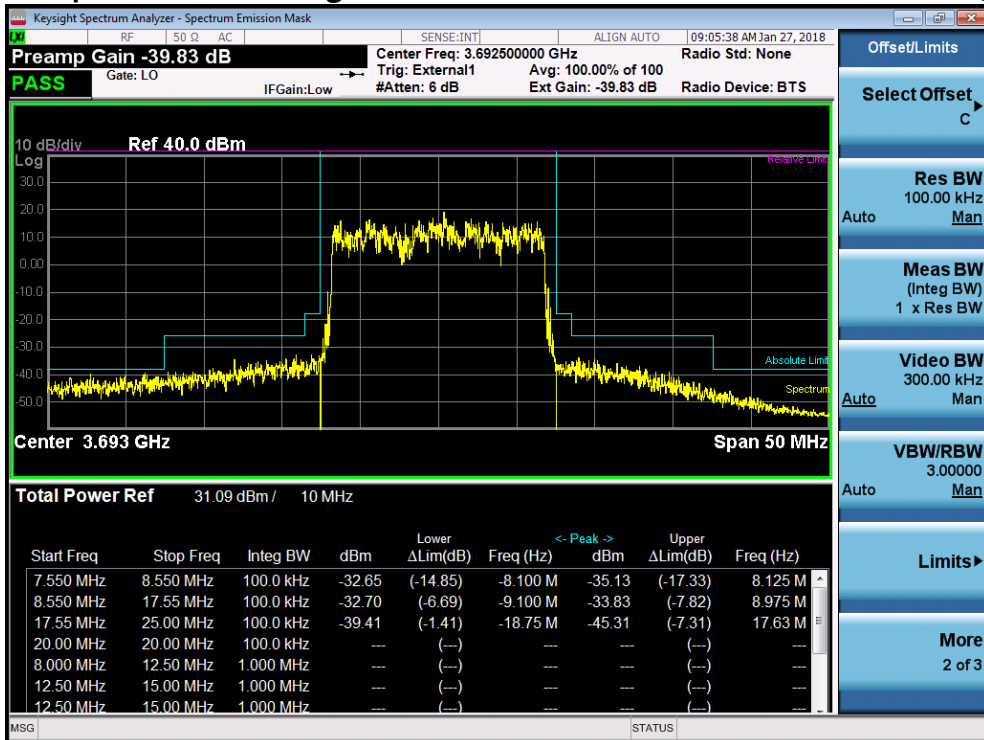 Keysight Spectrum Analyzer - Spectrum Emission Mask
LXI RF 50 Ω AC SENSE:INT ALIGN AUTO 09:05:38 AM Jan 27, 2018
Preamp Gain -39.83 dB Center Freq: 3.692500000 GHz Radio Std: None
Gate: LO Trig: External1 Avg: 100.00% of 100
PASS IFGain:Low #Atten: 6 dB Ext Gain: -39.83 dB Radio Device: BTS
10 dB/div Ref 40.0 dBm
Log
Relative Limit
30.0
20.0
10.0
0.00
-10.0
-20.0
-30.0
Absolute Limit
-40.0
Spectrum
-50.0
Center 3.693 GHz Span 50 MHz
Total Power Ref 31.09 dBm / 10 MHz
Lower <- Peak -> Upper
Start Freq Stop Freq Integ BW dBm ΔLim(dB) Freq (Hz) dBm ΔLim(dB) Freq (Hz)
7.550 MHz 8.550 MHz 100.0 kHz -32.65 (-14.85) -8.100 M -35.13 (-17.33) 8.125 M
8.550 MHz 17.55 MHz 100.0 kHz -32.70 (-6.69) -9.100 M -33.83 (-7.82) 8.975 M
17.55 MHz 25.00 MHz 100.0 kHz -39.41 (-1.41) -18.75 M -45.31 (-7.31) 17.63 M
20.00 MHz 20.00 MHz 100.0 kHz --- (---) --- --- (---) ---
8.000 MHz 12.50 MHz 1.000 MHz --- (---) --- --- (---) ---
12.50 MHz 15.00 MHz 1.000 MHz --- (---) --- --- (---) ---
12.50 MHz 15.00 MHz 1.000 MHz --- (---) --- --- (---) ---
MSG STATUS
Offset/Limits
Select Offset
C
Res BW
100.00 kHz
Auto Man
Meas BW
(Integ BW)
1 x Res BW
Video BW
300.00 kHz
Auto Man
VBW/RBW
3.00000
Auto Man
Limits
More
2 of 3